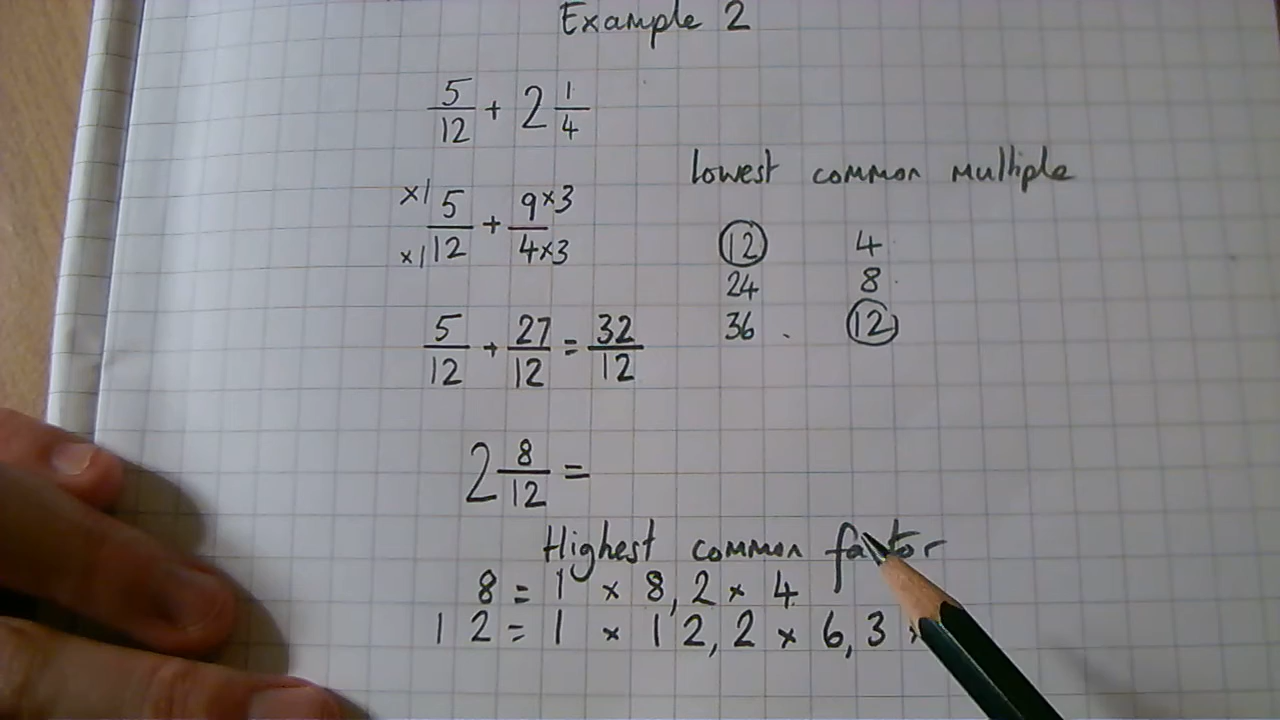 Example 2
5/12 + 2 1/4
lowest common multiple
×1 5/12 ×1 + 9/4 ×3 ×3
12 4
24 8
36 . 12
5/12 + 27/12 = 32/12
2 8/12 =
Highest common factor
8 = 1 × 8, 2 × 4
12 = 1 × 12, 2 × 6, 3 ×